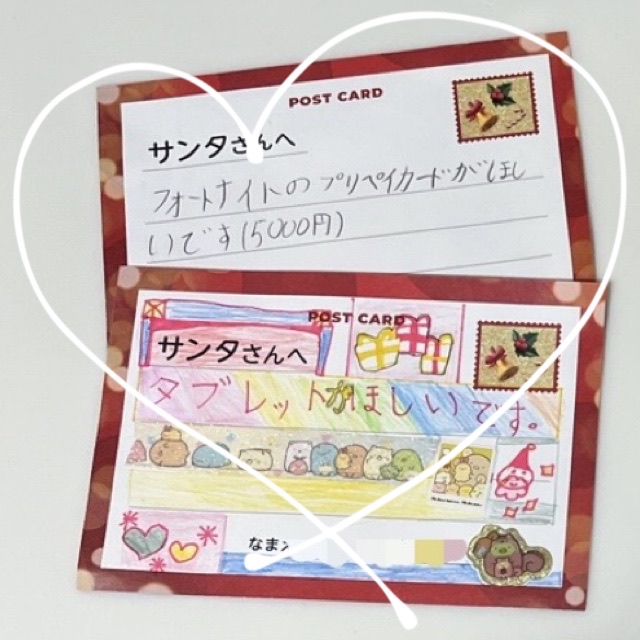 POST CARD
サンタさんへ
フォートナイトのプリペイカードがほし
いです(5000円)
POST CARD
サンタさんへ
タブレットがほしいです。
なまえ